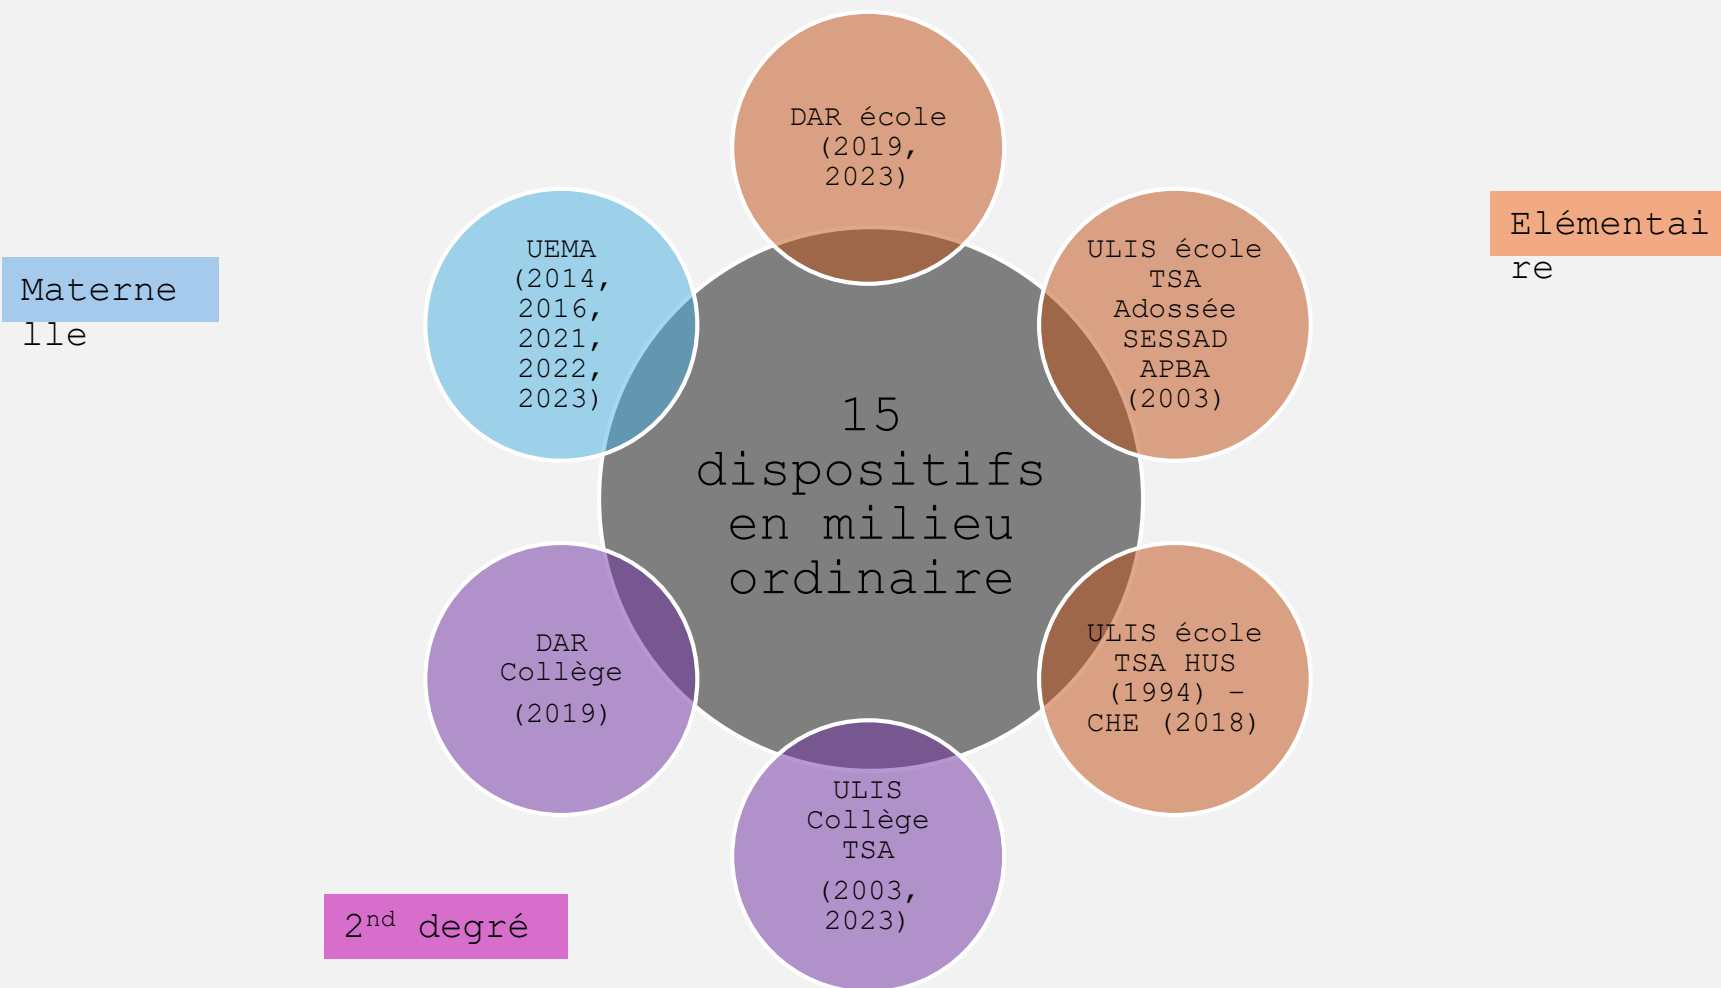 DAR école
(2019,
2023)
UEMA
(2014,
2016,
2021,
2022,
2023)
ULIS école
TSA
Adossée
SESSAD
APBA
(2003)
Elémentai
re
Materne
lle
15
dispositifs
en milieu
ordinaire
DAR
Collège
(2019)
ULIS école
TSA HUS
(1994) –
CHE (2018)
ULIS
Collège
TSA
(2003,
2023)
2nd degré